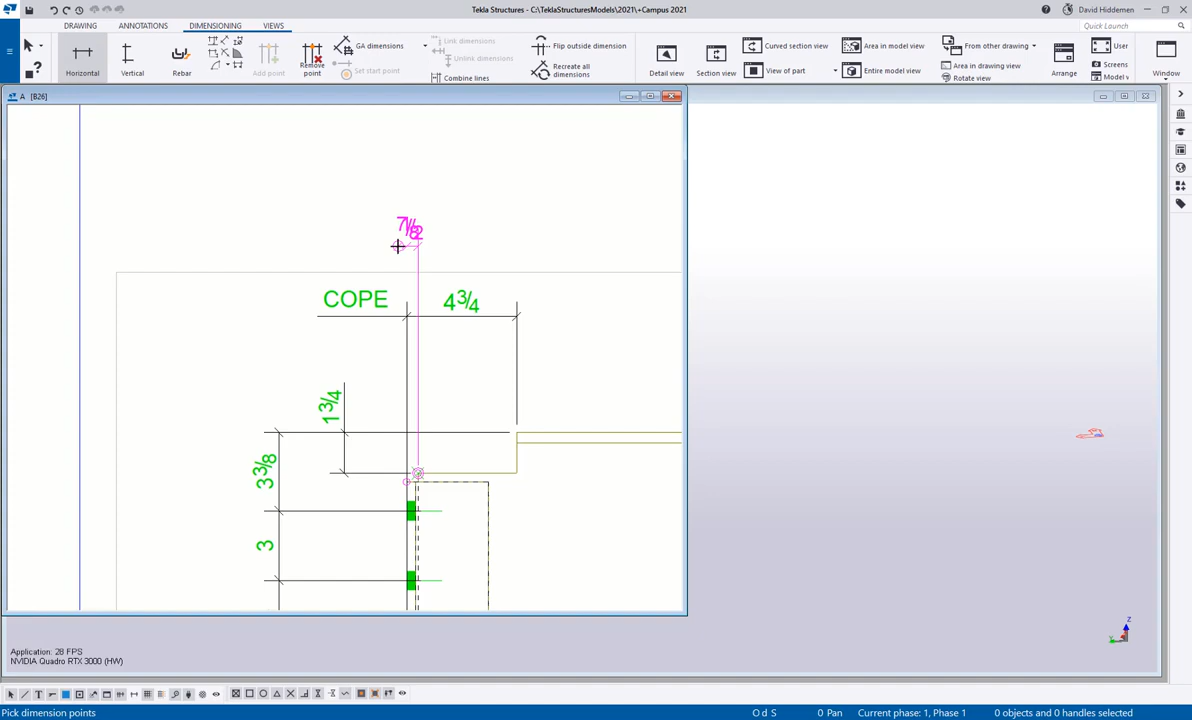 Tekla Structures - C:\TeklaStructuresModels\2021\+Campus 2021
David Hiddemen
DRAWING
ANNOTATIONS
DIMENSIONING
VIEWS
Quick Launch
Horizontal
Vertical
Rebar
Add point
Remove point
GA dimensions
Set start point
Link dimensions
Unlink dimensions
Combine lines
Flip outside dimension
Recreate all dimensions
Detail view
Section view
Curved section view
View of part
Area in model view
Entire model view
From other drawing
Area in drawing view
Rotate view
Arrange
User
Screens
Model v
Window
A [B26]
COPE
4 3/4
1 3/4
3 3/8
3
Application: 28 FPS
NVIDIA Quadro RTX 3000 (HW)
Z
Pick dimension points
O d S
0 Pan
Current phase: 1, Phase 1
0 objects and 0 handles selected